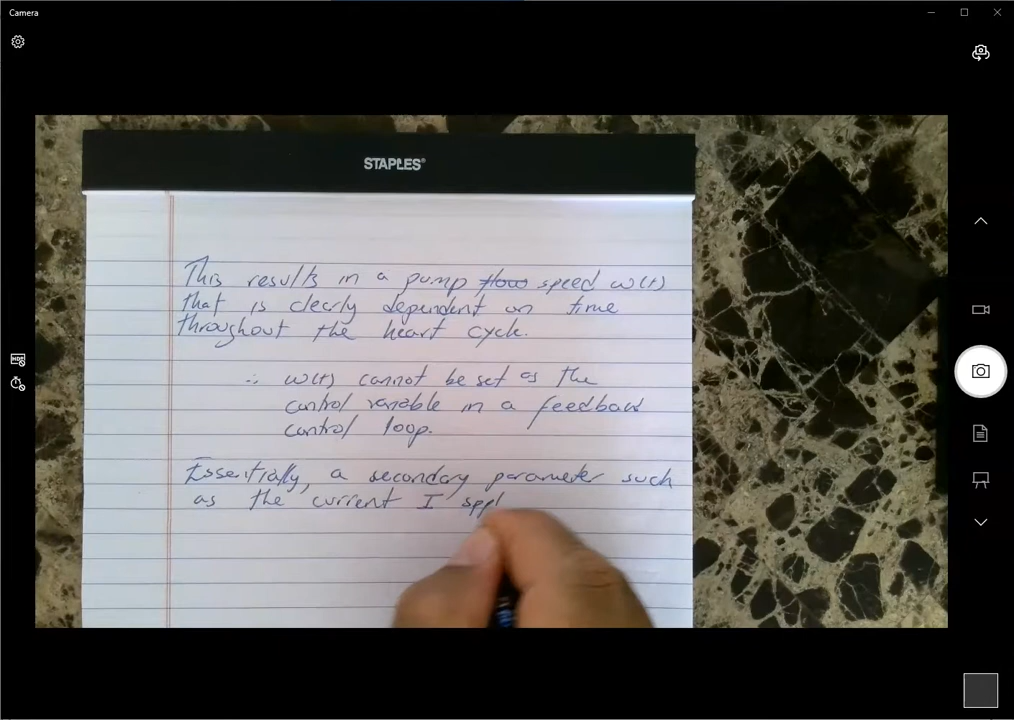 Camera
STAPLES®
This results in a pump flow speed ω(t)
that is clearly dependent on time
throughout the heart cycle.
∴ ω(t) cannot be set as the
control variable in a feedback
control loop.
Essentially, a secondary parameter such
as the current I